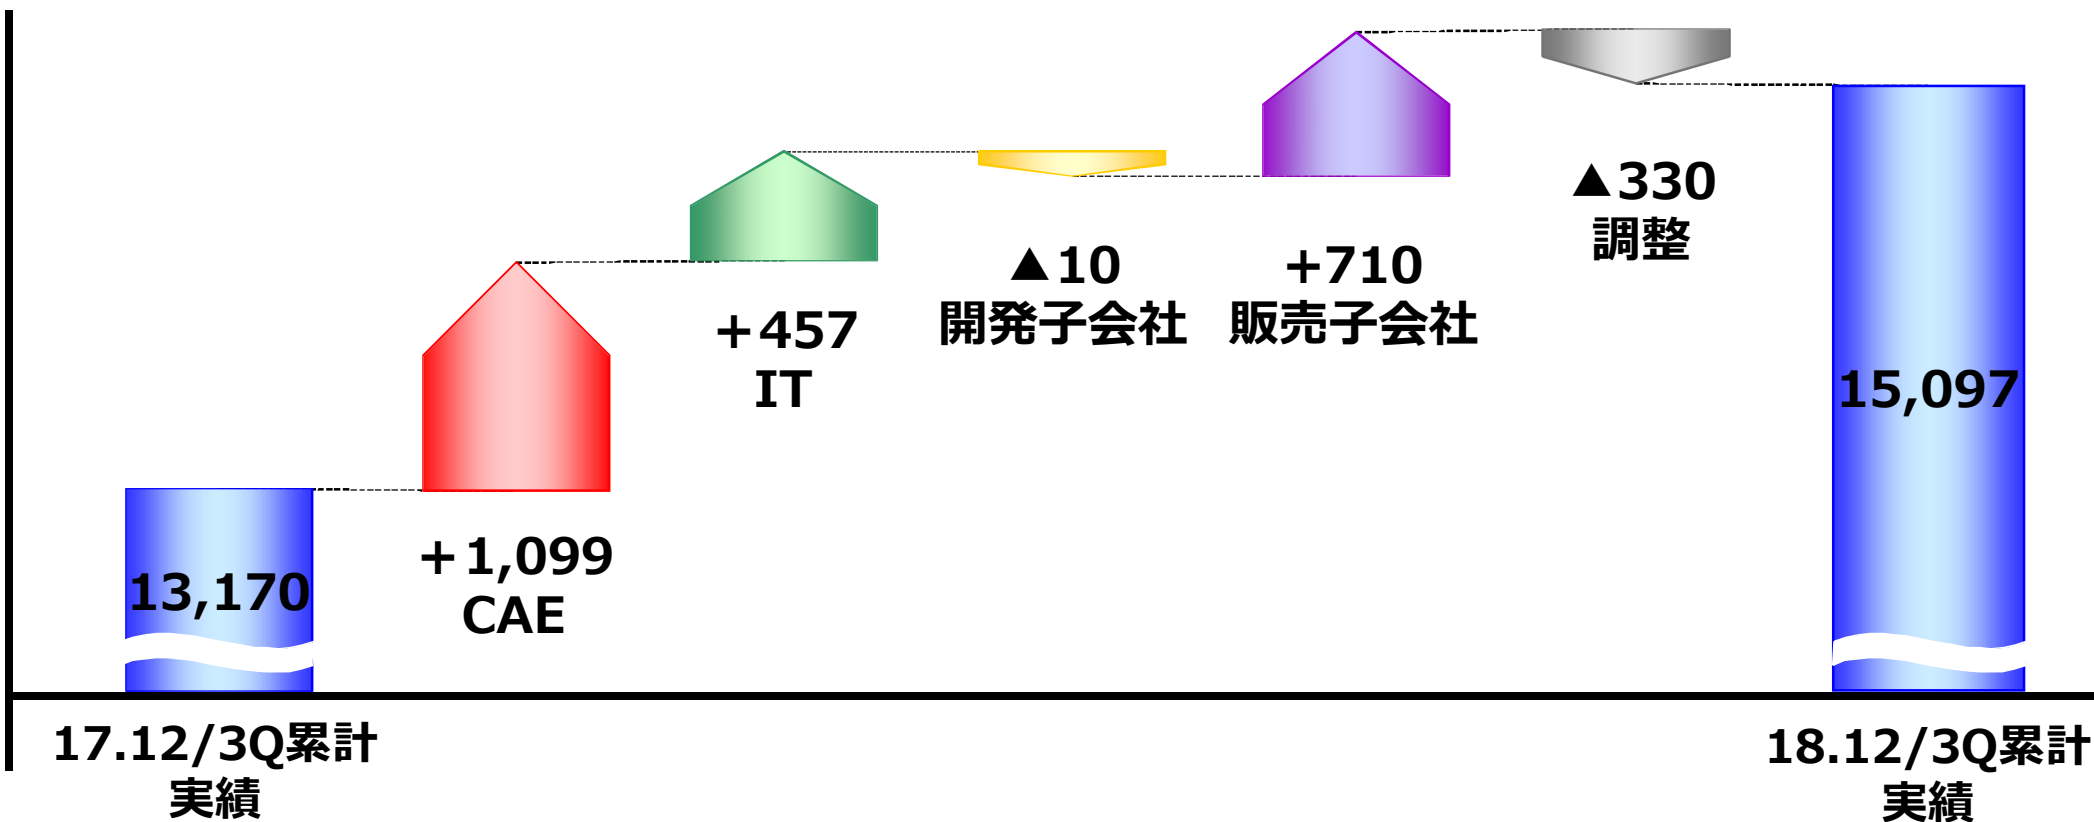 13,170
＋1,099
CAE
＋457
IT
▲10
開発子会社
+710
販売子会社
▲330
調整
15,097
17.12/3Q累計
実績
18.12/3Q累計
実績